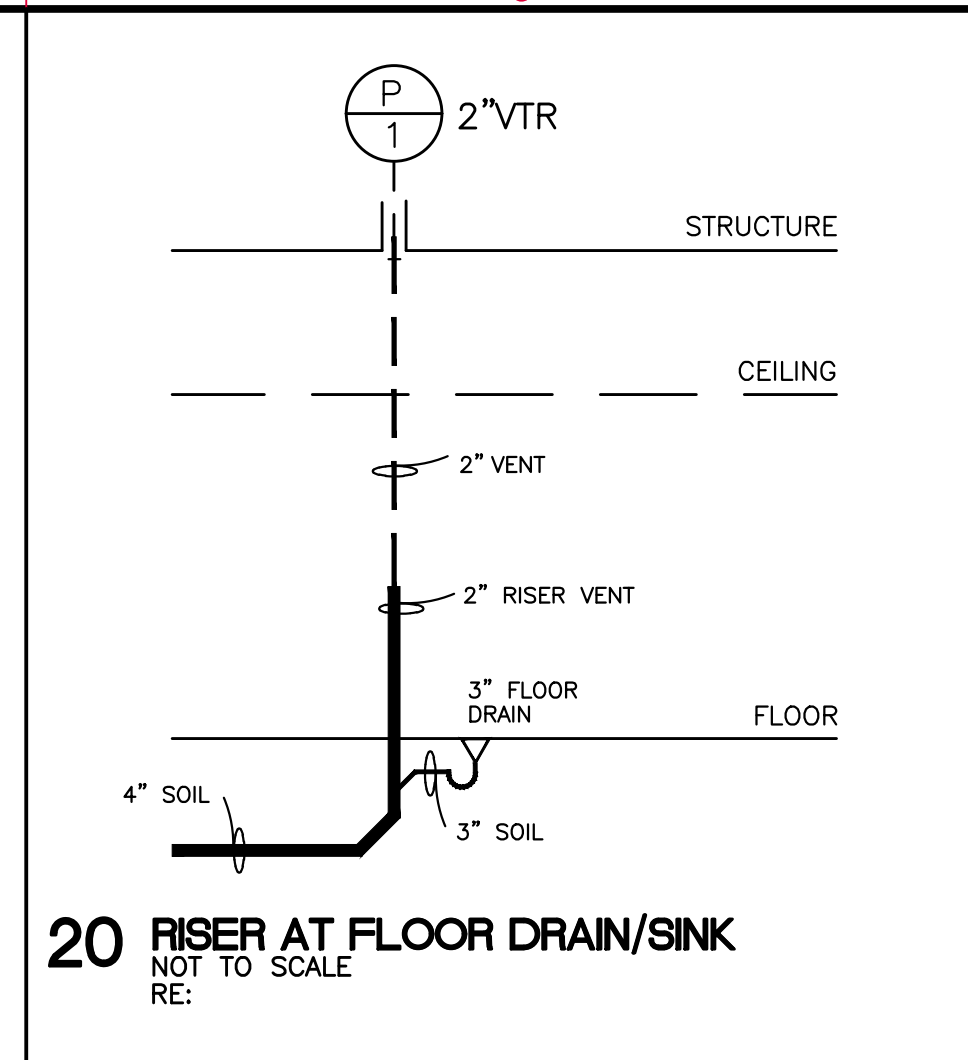 P
1
2"VTR
STRUCTURE
CEILING
2" VENT
2" RISER VENT
3" FLOOR
DRAIN
FLOOR
4" SOIL
3" SOIL
20 RISER AT FLOOR DRAIN/SINK
NOT TO SCALE
RE: